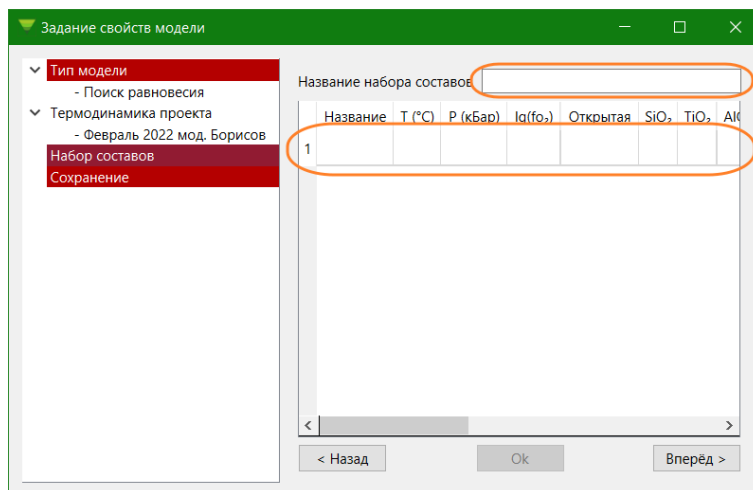 Задание свойств модели
Тип модели
- Поиск равновесия
Термодинамика проекта
- Февраль 2022 мод. Борисов
Набор составов
Сохранение
Название набора составов
Название T (°C) P (кБар) lg(fo₂) Открытая SiO₂ TiO₂
1
< Назад Ok Вперёд >